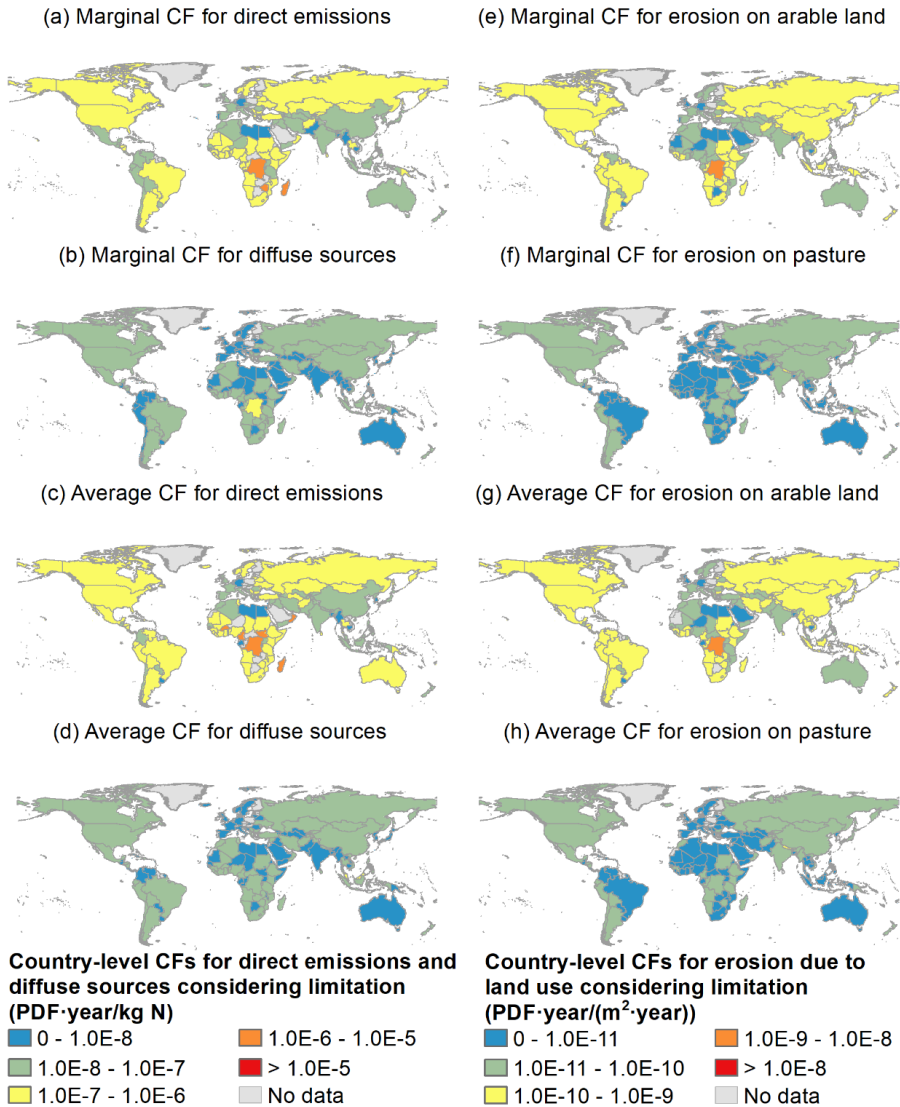 (a) Marginal CF for direct emissions
(e) Marginal CF for erosion on arable land
(b) Marginal CF for diffuse sources
(f) Marginal CF for erosion on pasture
(c) Average CF for direct emissions
(g) Average CF for erosion on arable land
(d) Average CF for diffuse sources
(h) Average CF for erosion on pasture
Country-level CFs for direct emissions and
diffuse sources considering limitation
(PDF·year/kg N)
0 - 1.0E-8
1.0E-8 - 1.0E-7
1.0E-7 - 1.0E-6
1.0E-6 - 1.0E-5
> 1.0E-5
No data
Country-level CFs for erosion due to
land use considering limitation
(PDF·year/(m²·year))
0 - 1.0E-11
1.0E-11 - 1.0E-10
1.0E-10 - 1.0E-9
1.0E-9 - 1.0E-8
> 1.0E-8
No data